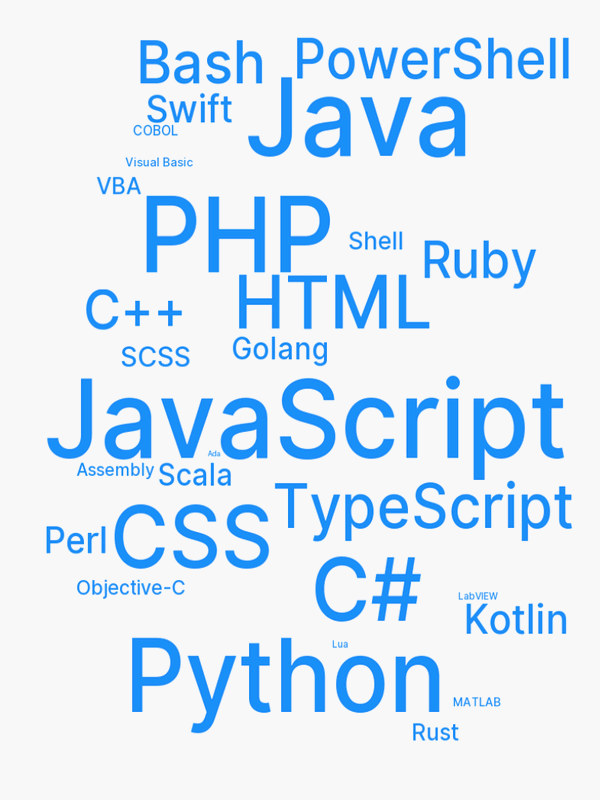 Bash
PowerShell
Java
Swift
COBOL
Visual Basic
VBA
PHP
Shell
Ruby
HTML
C++
Golang
SCSS
JavaScript
Ada
Assembly
Scala
TypeScript
CSS
Perl
C#
Objective-C
LabVIEW
Kotlin
Lua
Python
MATLAB
Rust